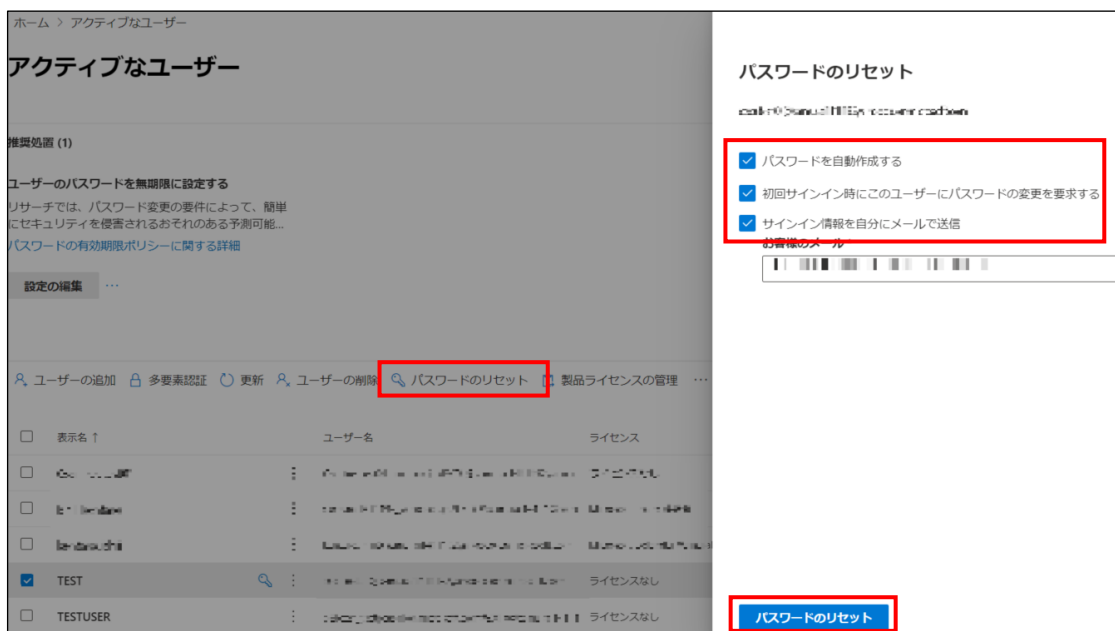 ホーム > アクティブなユーザー
アクティブなユーザー
推奨処置 (1)
ユーザーのパスワードを無期限に設定する
リサーチでは、パスワード変更の要件によって、簡単
にセキュリティを侵害されるおそれのある予測可能...
パスワードの有効期限ポリシーに関する詳細
設定の編集 ...
ユーザーの追加 多要素認証 更新 ユーザーの削除 パスワードのリセット 製品ライセンスの管理 ...
表示名 ↑ ユーザー名 ライセンス
TEST ライセンスなし
TESTUSER ライセンスなし
パスワードのリセット
パスワードを自動作成する
初回サインイン時にこのユーザーにパスワードの変更を要求する
サインイン情報を自分にメールで送信
お客様のメール
パスワードのリセット